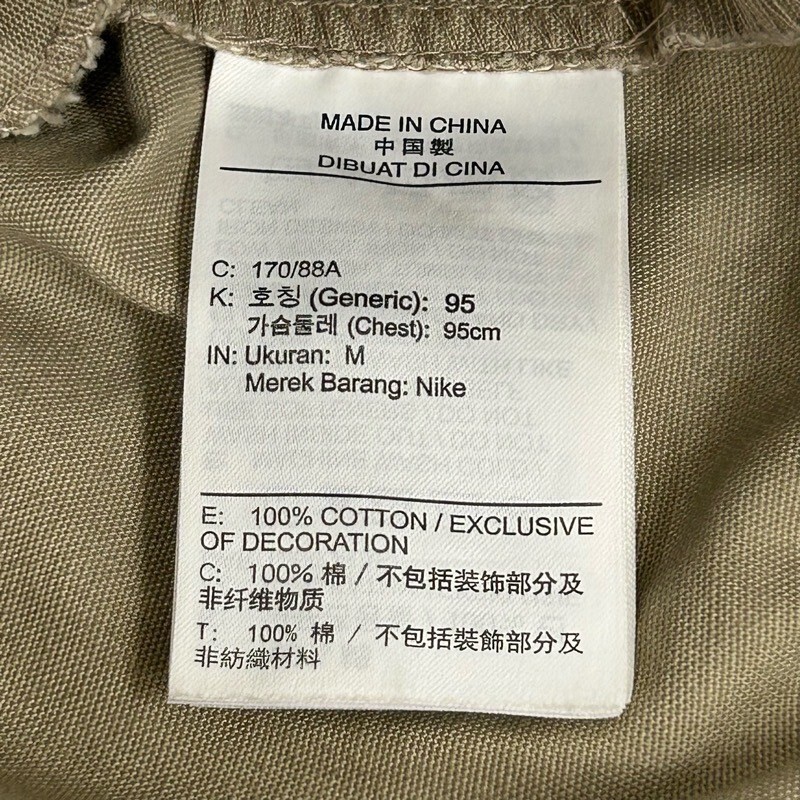 MADE IN CHINA
中国製
DIBUAT DI CINA
C: 170/88A
K: 호칭 (Generic): 95
가슴둘레 (Chest): 95cm
IN: Ukuran: M
Merek Barang: Nike
E: 100% COTTON / EXCLUSIVE
OF DECORATION
C: 100% 棉 / 不包括装饰部分及
非纤维物质
T: 100% 棉 / 不包括裝飾部分及
非紡織材料